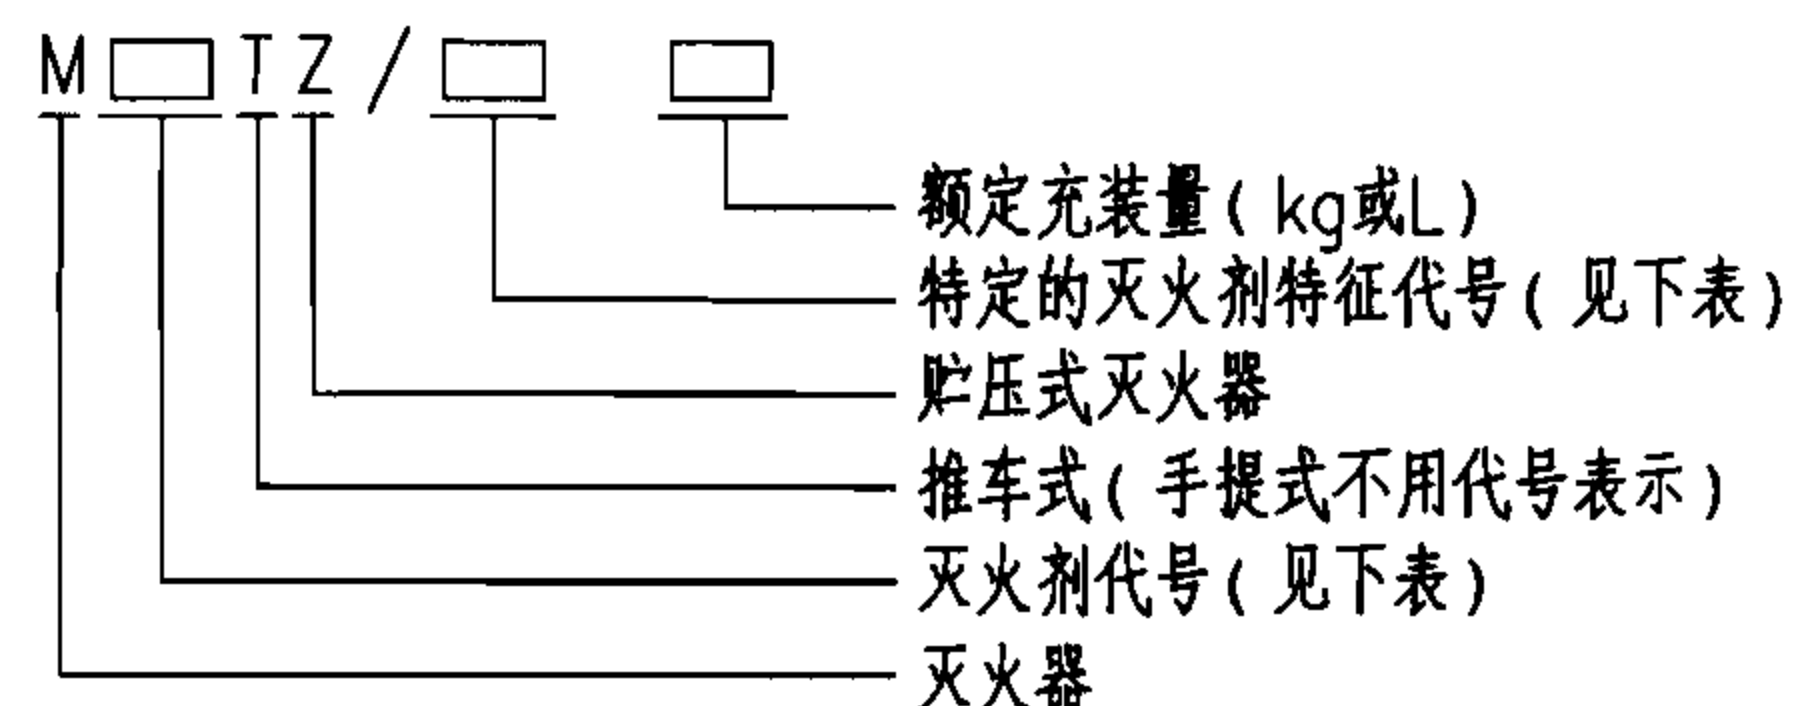 M□TZ/□ □
额定充装量(kg或L)
特定的灭火剂特征代号(见下表)
贮压式灭火器
推车式(手提式不用代号表示)
灭火剂代号(见下表)
灭火器